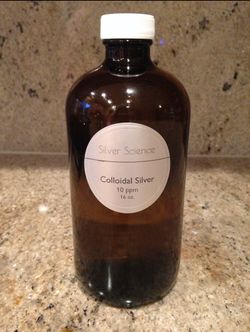 Silver Science
Colloidal Silver
10 ppm
16 oz.